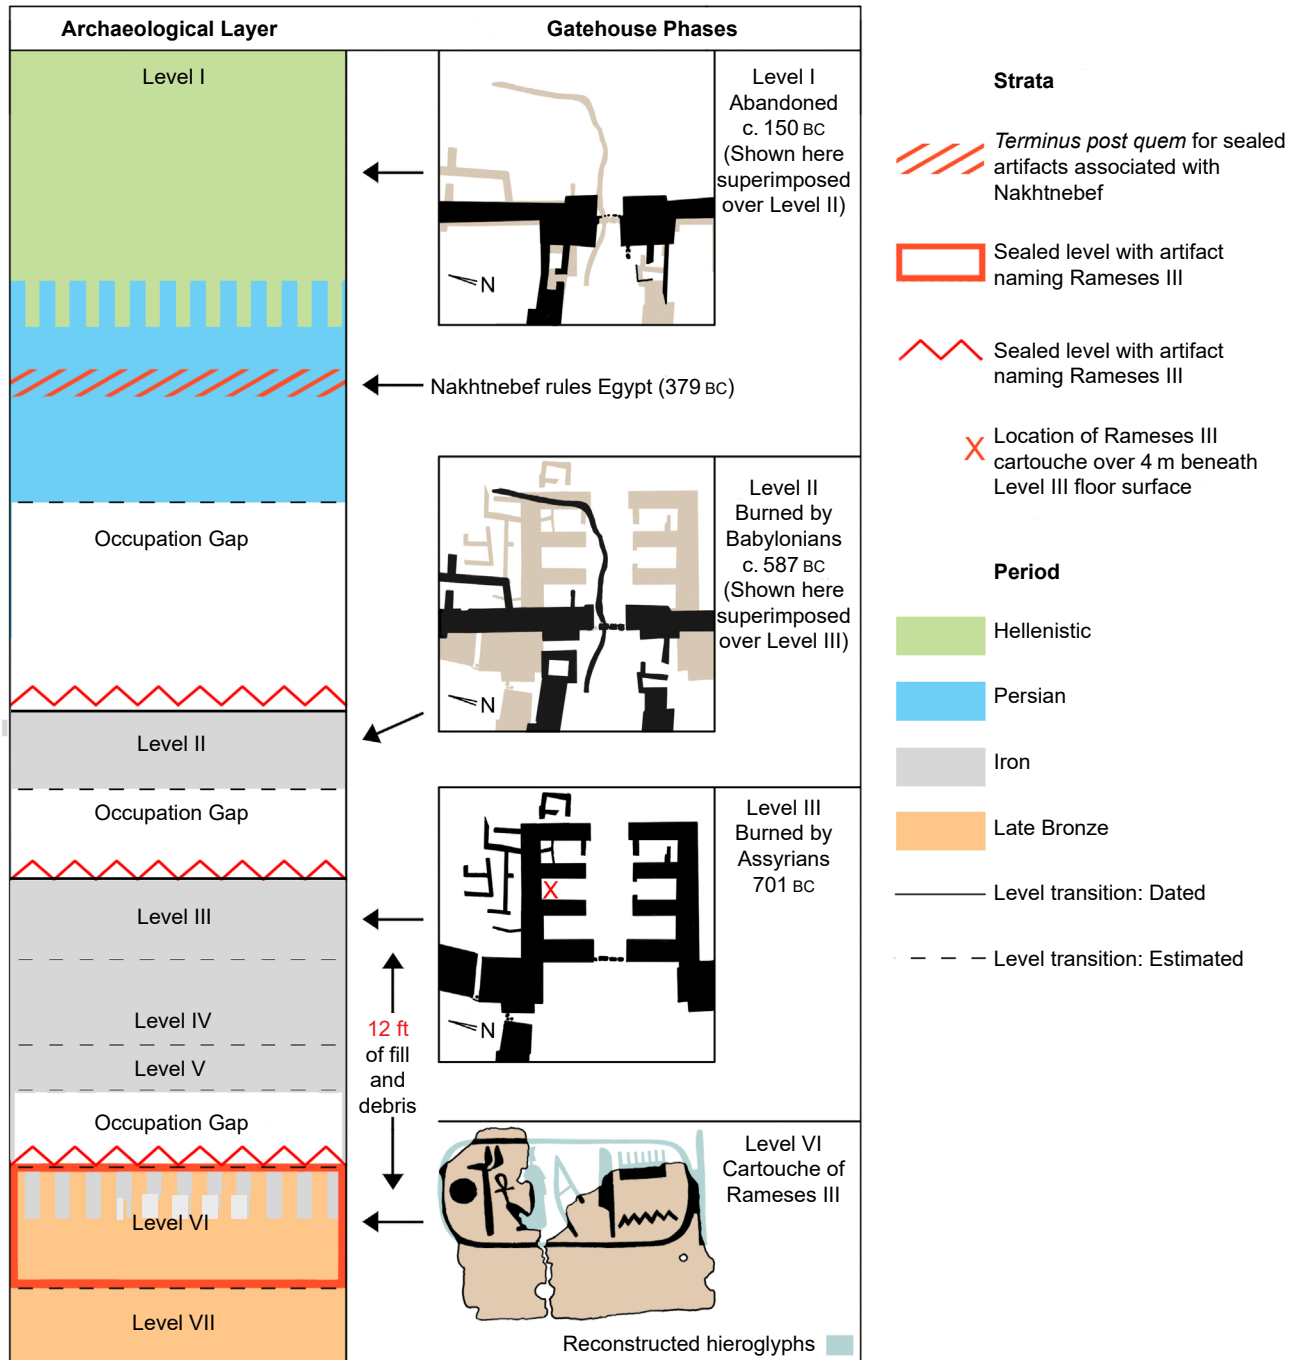 Archaeological Layer
Gatehouse Phases
Level I
Level I
Abandoned
c. 150 BC
(Shown here
superimposed
over Level II)
N
Nakhtnebef rules Egypt (379 BC)
Occupation Gap
Level II
Burned by
Babylonians
c. 587 BC
(Shown here
superimposed
over Level III)
N
Level II
Occupation Gap
Level III
Burned by
Assyrians
701 BC
X
N
Level III
Level IV
Level V
Occupation Gap
12 ft
of fill
and
debris
Level VI
Cartouche of
Rameses III
Level VI
Level VII
Reconstructed hieroglyphs
Strata
Terminus post quem for sealed
artifacts associated with
Nakhtnebef
Sealed level with artifact
naming Rameses III
Sealed level with artifact
naming Rameses III
X Location of Rameses III
cartouche over 4 m beneath
Level III floor surface
Period
Hellenistic
Persian
Iron
Late Bronze
Level transition: Dated
Level transition: Estimated